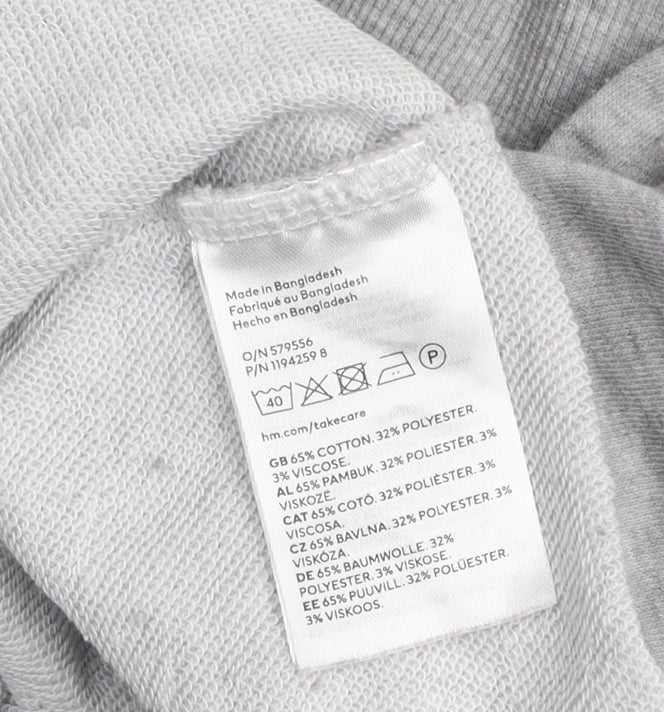 Made in Bangladesh
Fabriqué au Bangladesh
Hecho en Bangladesh
O/N 579556
P/N 1194259 8
40 P
hm.com/takecare
GB 65% COTTON. 32% POLYESTER.
3% VISCOSE.
AL 65% PAMBUK. 32% POLIESTËR. 3%
VISKOZË.
CAT 65% COTÓ. 32% POLIÈSTER. 3%
VISCOSA.
CZ 65% BAVLNA. 32% POLYESTER. 3%
VISKÓZA.
DE 65% BAUMWOLLE. 32%
POLYESTER. 3% VISKOSE.
EE 65% PUUVILL. 32% POLÜESTER.
3% VISKOOS.